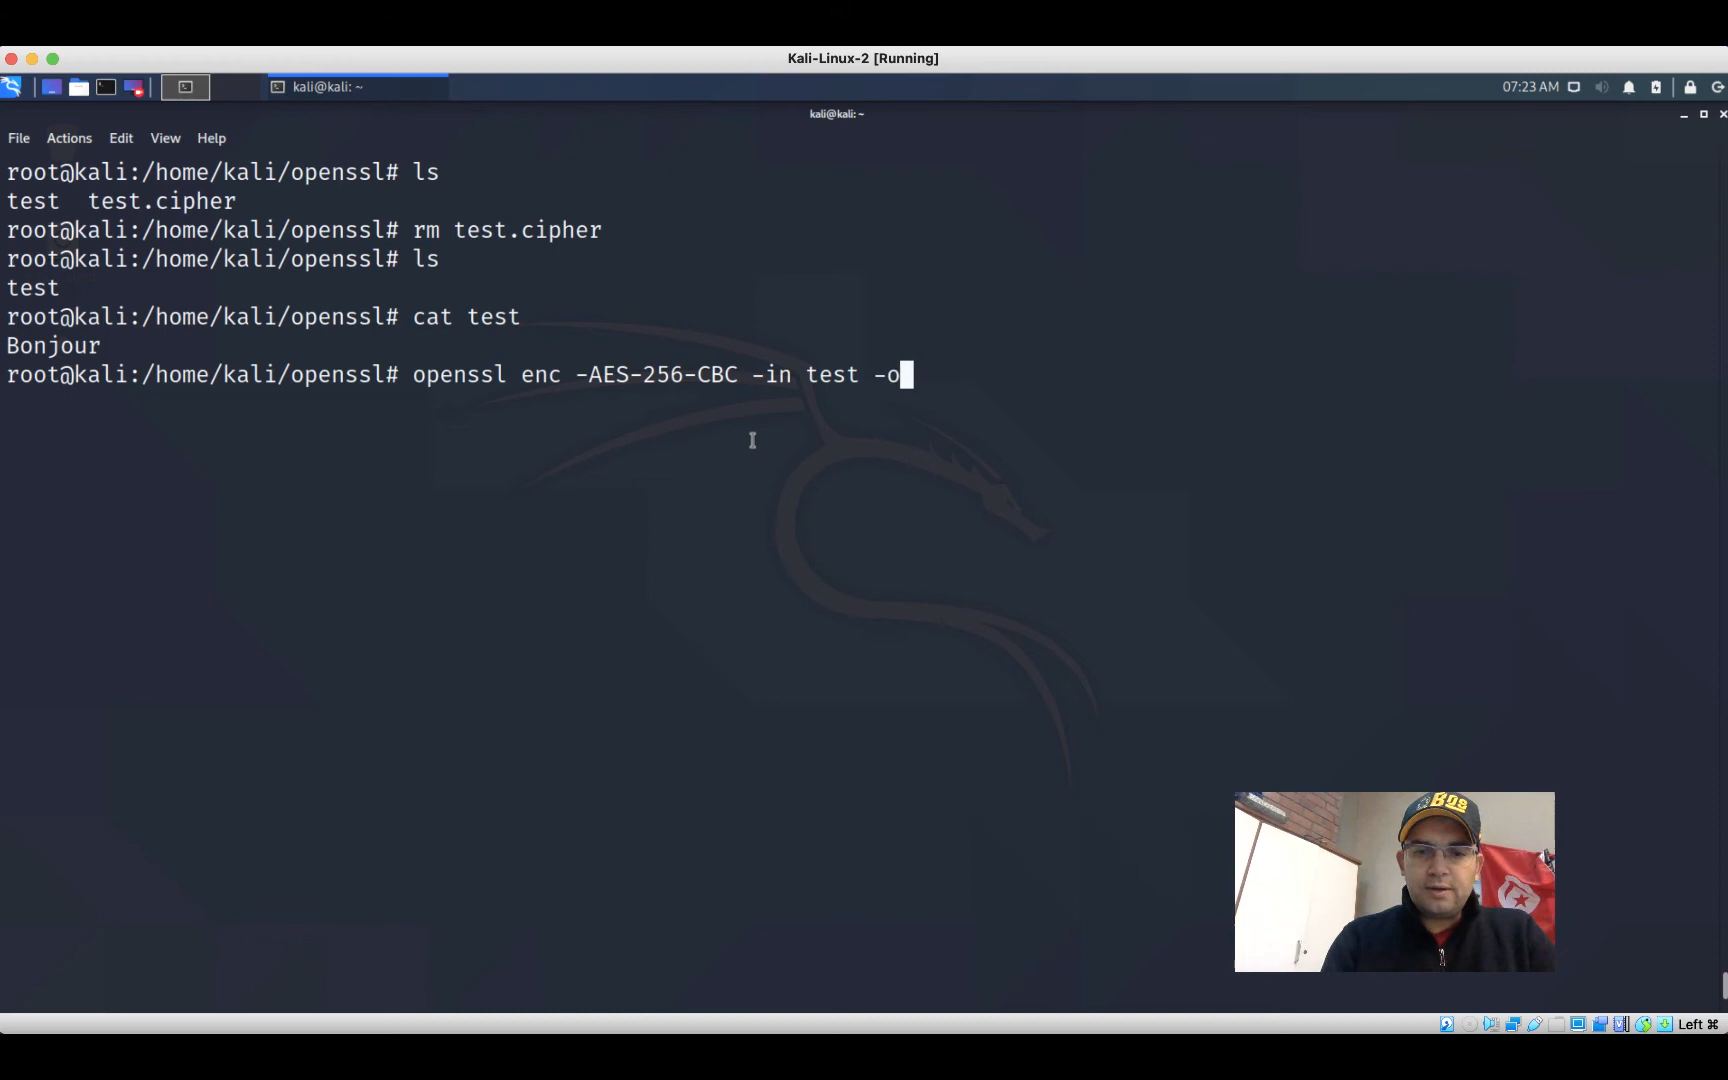 Kali-Linux-2 [Running]
kali@kali: ~
07:23 AM
kali@kali: ~
File Actions Edit View Help
root@kali:/home/kali/openssl# ls
test  test.cipher
root@kali:/home/kali/openssl# rm test.cipher
root@kali:/home/kali/openssl# ls
test
root@kali:/home/kali/openssl# cat test
Bonjour
root@kali:/home/kali/openssl# openssl enc -AES-256-CBC -in test -o
Bos
Left ⌘